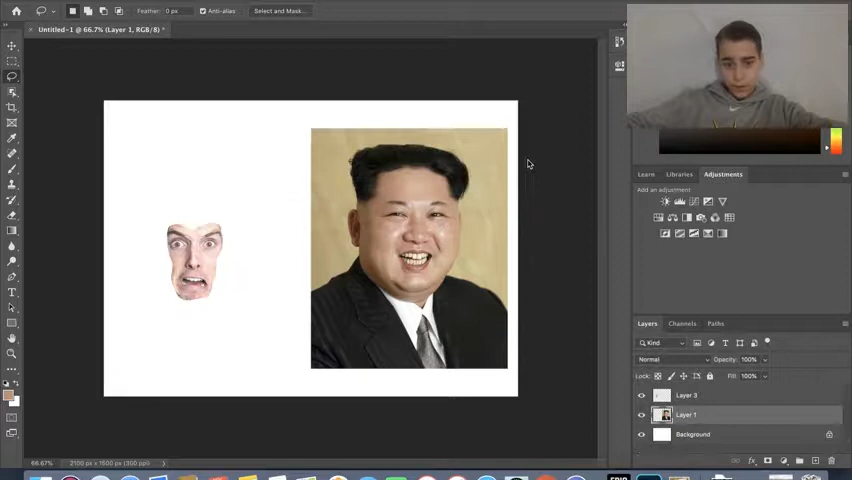 Feather: 0 px
Anti-alias
Select and Mask...
Untitled-1 @ 66.7% (Layer 1, RGB/8) *
Learn
Libraries
Adjustments
Add an adjustment
Layers
Channels
Paths
Kind
Normal
Opacity: 100%
Lock:
Fill: 100%
Layer 3
Layer 1
Background
fx
66.67%
2100 px x 1500 px (300 ppi)
EPIC